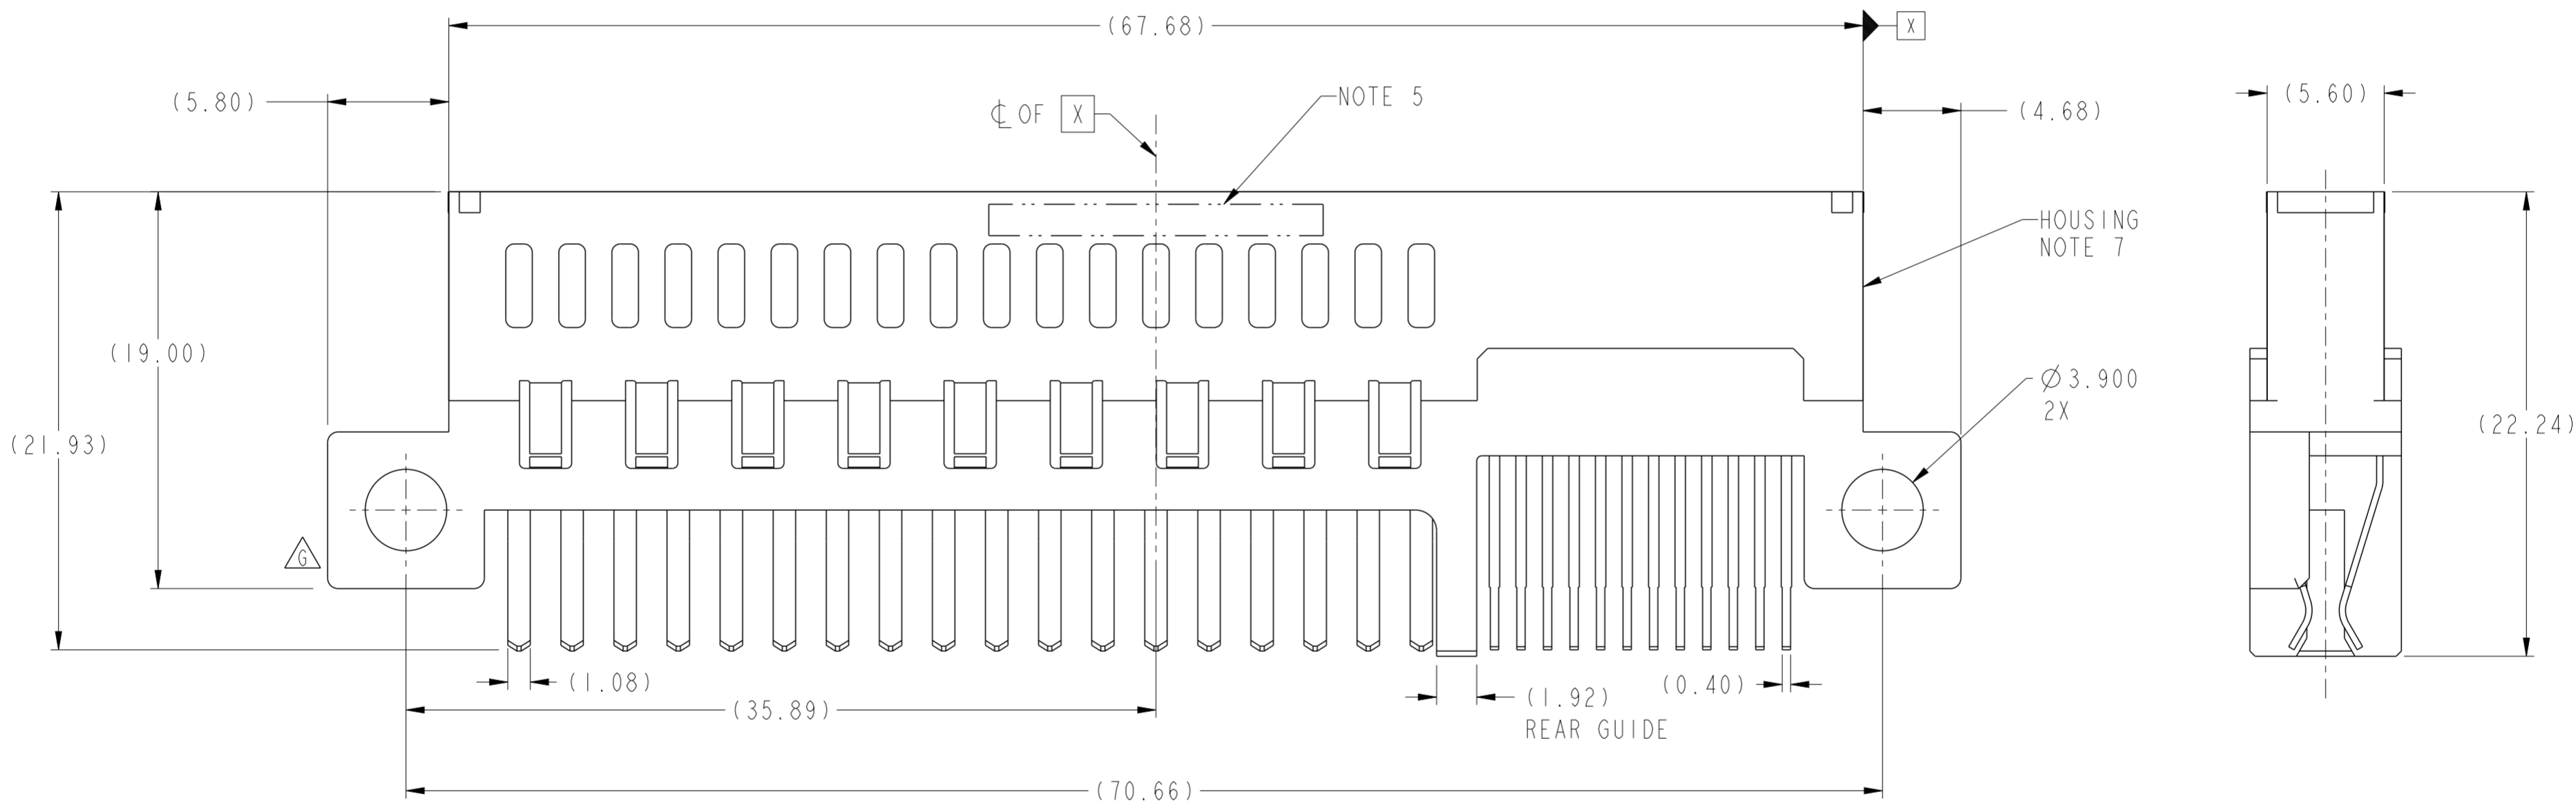 (67.68)
X
(5.80)
NOTE 5
℄ OF X
(4.68)
(5.60)
HOUSING
NOTE 7
(19.00)
Ø3.900
2X
(21.93)
(22.24)
G
(1.08)
(35.89)
(1.92)
REAR GUIDE
(0.40)
(70.66)